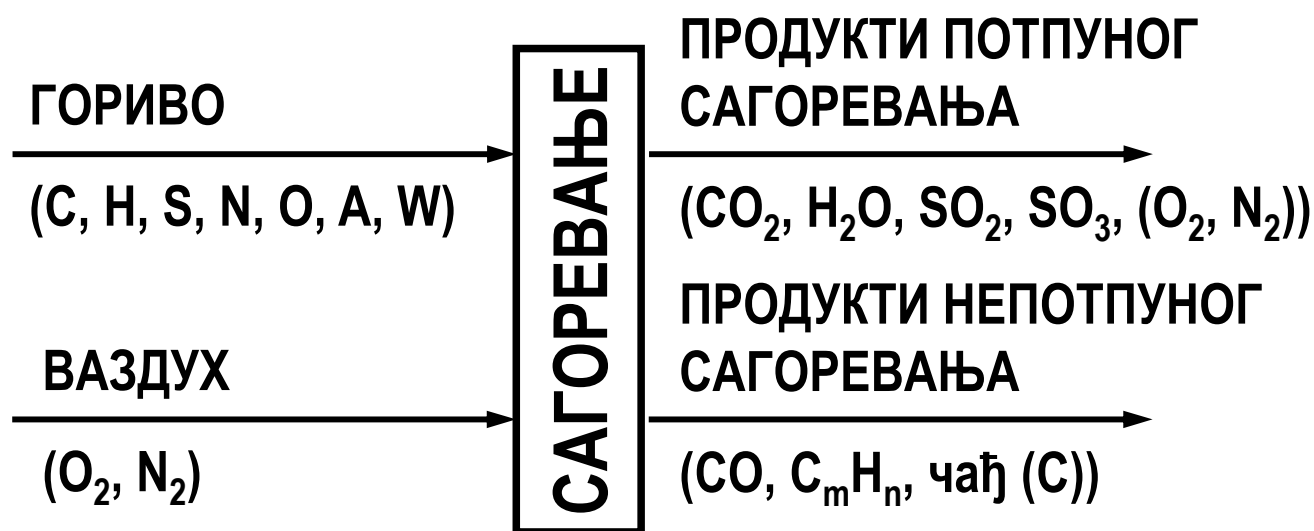 ГОРИВО
(C, H, S, N, O, A, W)
ВАЗДУХ
(O₂, N₂)
САГОРЕВАЊЕ
ПРОДУКТИ ПОТПУНОГ
САГОРЕВАЊА
(CO₂, H₂O, SO₂, SO₃, (O₂, N₂))
ПРОДУКТИ НЕПОТПУНОГ
САГОРЕВАЊА
(CO, CₘHₙ, чађ (C))